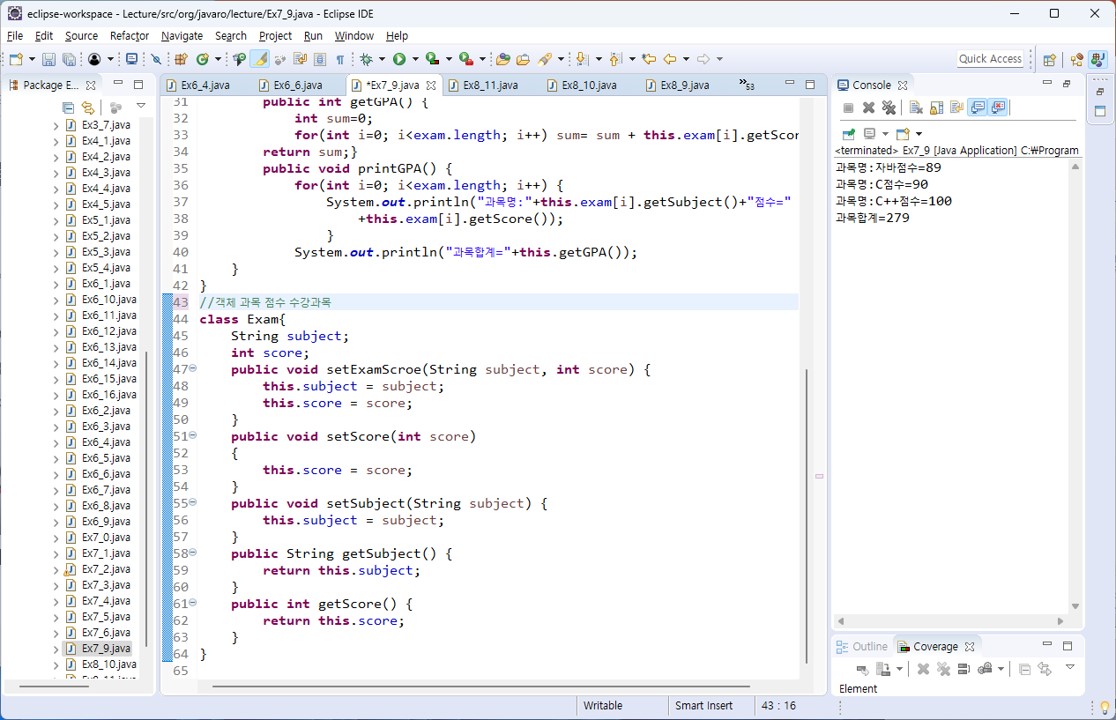 eclipse-workspace - Lecture/src/org/javaro/lecture/Ex7_9.java - Eclipse IDE
File Edit Source Refactor Navigate Search Project Run Window Help
Quick Access
Package E...
Ex3_7.java
Ex4_1.java
Ex4_2.java
Ex4_3.java
Ex4_4.java
Ex4_5.java
Ex5_1.java
Ex5_2.java
Ex5_3.java
Ex5_4.java
Ex6_1.java
Ex6_10.java
Ex6_11.java
Ex6_12.java
Ex6_13.java
Ex6_14.java
Ex6_15.java
Ex6_16.java
Ex6_2.java
Ex6_3.java
Ex6_4.java
Ex6_5.java
Ex6_6.java
Ex6_7.java
Ex6_8.java
Ex6_9.java
Ex7_0.java
Ex7_1.java
Ex7_2.java
Ex7_3.java
Ex7_4.java
Ex7_5.java
Ex7_6.java
Ex7_9.java
Ex8_10.java
Ex6_4.java Ex6_6.java *Ex7_9.java Ex8_11.java Ex8_10.java Ex8_9.java »53
31 public int getGPA() {
32 int sum=0;
33 for(int i=0; i<exam.length; i++) sum= sum + this.exam[i].getScor
34 return sum;}
35 public void printGPA() {
36 for(int i=0; i<exam.length; i++) {
37 System.out.println("과목명:"+this.exam[i].getSubject()+"점수="
38 +this.exam[i].getScore());
39 }
40 System.out.println("과목합계="+this.getGPA());
41 }
42 }
43 //객체 과목 점수 수강과목
44 class Exam{
45 String subject;
46 int score;
47 public void setExamScroe(String subject, int score) {
48 this.subject = subject;
49 this.score = score;
50 }
51 public void setScore(int score)
52 {
53 this.score = score;
54 }
55 public void setSubject(String subject) {
56 this.subject = subject;
57 }
58 public String getSubject() {
59 return this.subject;
60 }
61 public int getScore() {
62 return this.score;
63 }
64 }
65
Console
<terminated> Ex7_9 [Java Application] C:₩Program
과목명:자바점수=89
과목명:C점수=90
과목명:C++점수=100
과목합계=279
Outline Coverage
Element
Writable Smart Insert 43 : 16